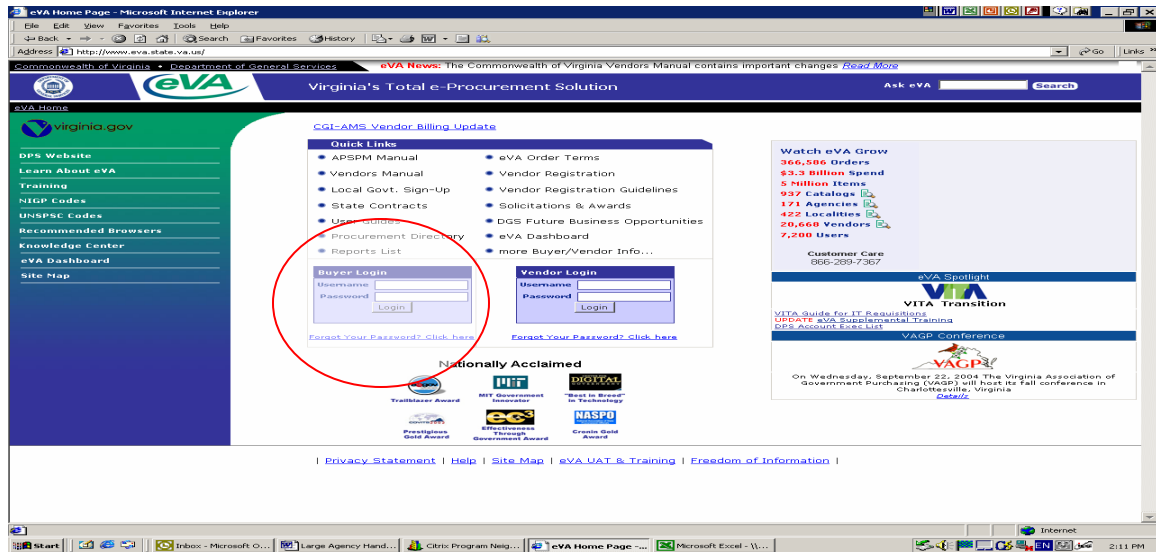 eVA Home Page - Microsoft Internet Explorer
File Edit View Favorites Tools Help
Back Search Favorites History
Address http://www.eva.state.va.us/ Go Links »
Commonwealth of Virginia • Department of General Services eVA News: The Commonwealth of Virginia Vendors Manual contains important changes Read More
eVA Virginia's Total e-Procurement Solution Ask eVA Search
eVA Home
virginia.gov
DPS Website
Learn About eVA
Training
NIGP Codes
UNSPSC Codes
Recommended Browsers
Knowledge Center
eVA Dashboard
Site Map
CGI-AMS Vendor Billing Update
Quick Links
APSPM Manual
Vendors Manual
Local Govt. Sign-Up
State Contracts
User Guides
Procurement Directory
Reports List
eVA Order Terms
Vendor Registration
Vendor Registration Guidelines
Solicitations & Awards
DGS Future Business Opportunities
eVA Dashboard
more Buyer/Vendor Info...
Buyer Login
Username
Password
Login
Forgot Your Password? Click here
Vendor Login
Username
Password
Login
Forgot Your Password? Click here
Nationally Acclaimed
Trailblazer Award
MIT
MIT Government
Innovator
DIGITAL
"Best in Breed"
in Technology
Prestigious
Gold Award
ec3
Effectiveness
Through
Government Award
NASPO
Cronin Gold
Award
Watch eVA Grow
366,586 Orders
$3.3 Billion Spend
5 Million Items
937 Catalogs
171 Agencies
422 Localities
20,668 Vendors
7,200 Users
Customer Care
866-289-7367
eVA Spotlight
VITA
VITA Transition
VITA Guide for IT Requisitions
UPDATE eVA Supplemental Training
DPS Account Exec List
VAGP Conference
VAGP
On Wednesday, September 22, 2004 The Virginia Association of
Government Purchasing (VAGP) will host its fall conference in
Charlottesville, Virginia
Details
| Privacy Statement | Help | Site Map | eVA UAT & Training | Freedom of Information |
Internet
Start Inbox - Microsoft O... Large Agency Hand... Citrix Program Neig... eVA Home Page -... Microsoft Excel - \\... EN 2:11 PM